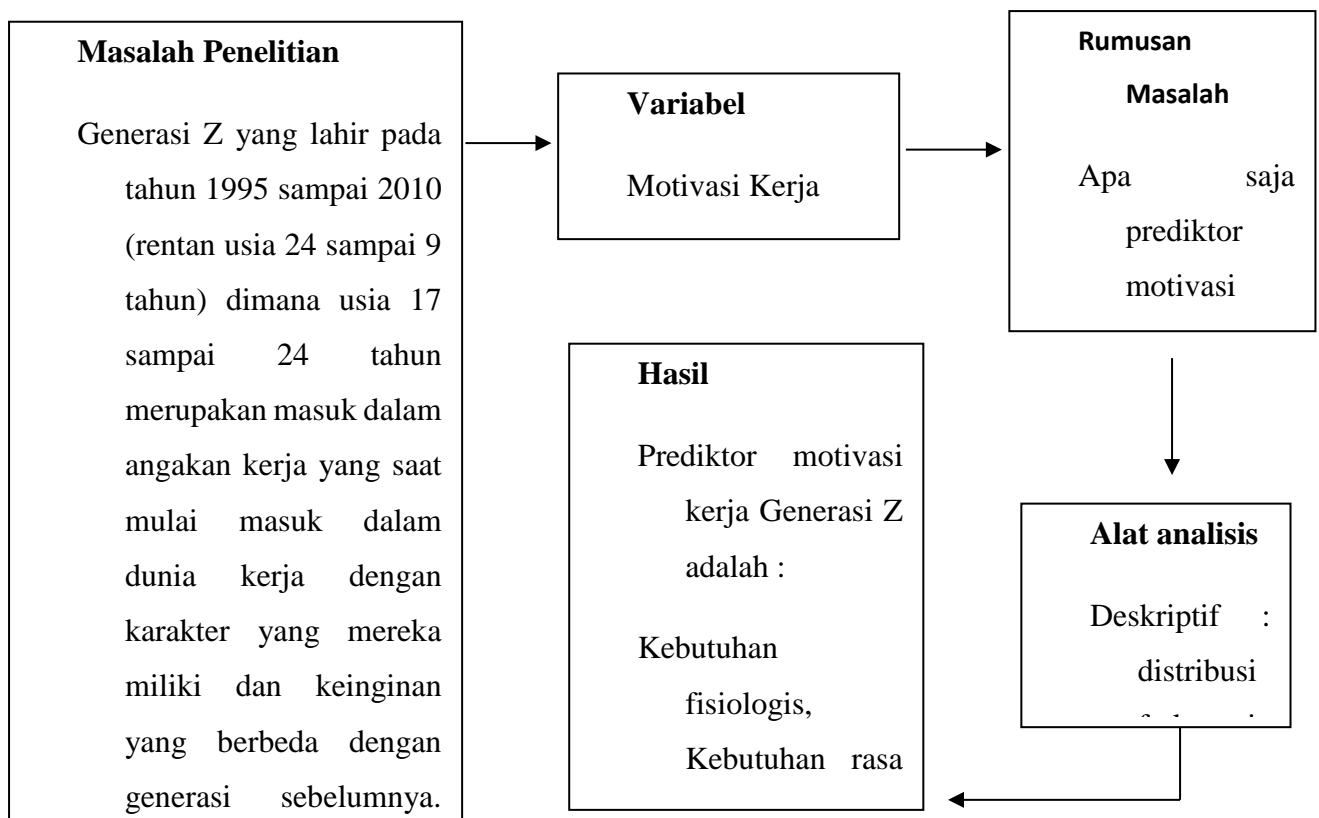 Masalah Penelitian
Generasi Z yang lahir pada
tahun 1995 sampai 2010
(rentan usia 24 sampai 9
tahun) dimana usia 17
sampai 24 tahun
merupakan masuk dalam
angakan kerja yang saat
mulai masuk dalam
dunia kerja dengan
karakter yang mereka
miliki dan keinginan
yang berbeda dengan
generasi sebelumnya.
Variabel
Motivasi Kerja
Rumusan
Masalah
Apa saja
prediktor
motivasi
Alat analisis
Deskriptif :
distribusi
Hasil
Prediktor motivasi
kerja Generasi Z
adalah :
Kebutuhan
fisiologis,
Kebutuhan rasa